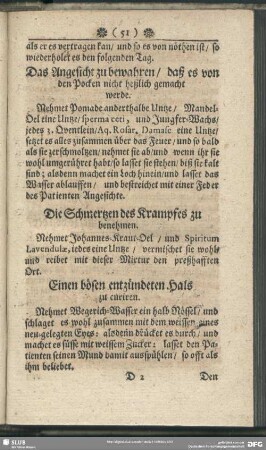 ( 51 )
als er es vertragen kan/ und so es von nöthen ist/ so
wiederholet es den folgenden Tag.
Das Angesicht zu bewahren/ daß es von
den Pocken nicht heßlich gemacht
werde.
Nehmet Pomade anderthalbe Untze/ Mandel-
Oel eine Untze/ sperma ceti, und Jungfer-Wachs/
jedes 3. Qventlein/ Aq. Rosar, Damasc eine Untze/
setzet es alles zusammen über das Feuer/ und so bald
als sie zerschmoltzen/ nehmet sie ab/ und wenn ihr sie
wohl umgerühret habt/ so lasset sie stehen/ biß sie kalt
sind; alsdenn machet ein Loch hinein/ und lasset das
Wasser ablauffen/ und bestreichet mit einer Feder
des Patienten Angesichte.
Die Schmertzen des Krampfes zu
benehmen.
Nehmet Johannes-Kraut-Oel/ und Spiritum
Lavendulæ, jedes eine Untze/ vermischet sie wohl/
und reibet mit dieser Mixtur den preßhafften
Ort.
Einen bösen entzündeten Hals
zu curiren.
Nehmet Wegerich-Wasser ein halb Nössel/ und
schlaget es wohl zusammen mit dem weissen eines
neu-gelegten Eyes; alsdenn drücket es durch/ und
machet es süsse mit weissem Zucker: lasset den Pa-
tienten seinen Mund damit ausspühlen/ so offt als
ihm beliebet.
D 2 Den
SLUB
DFG